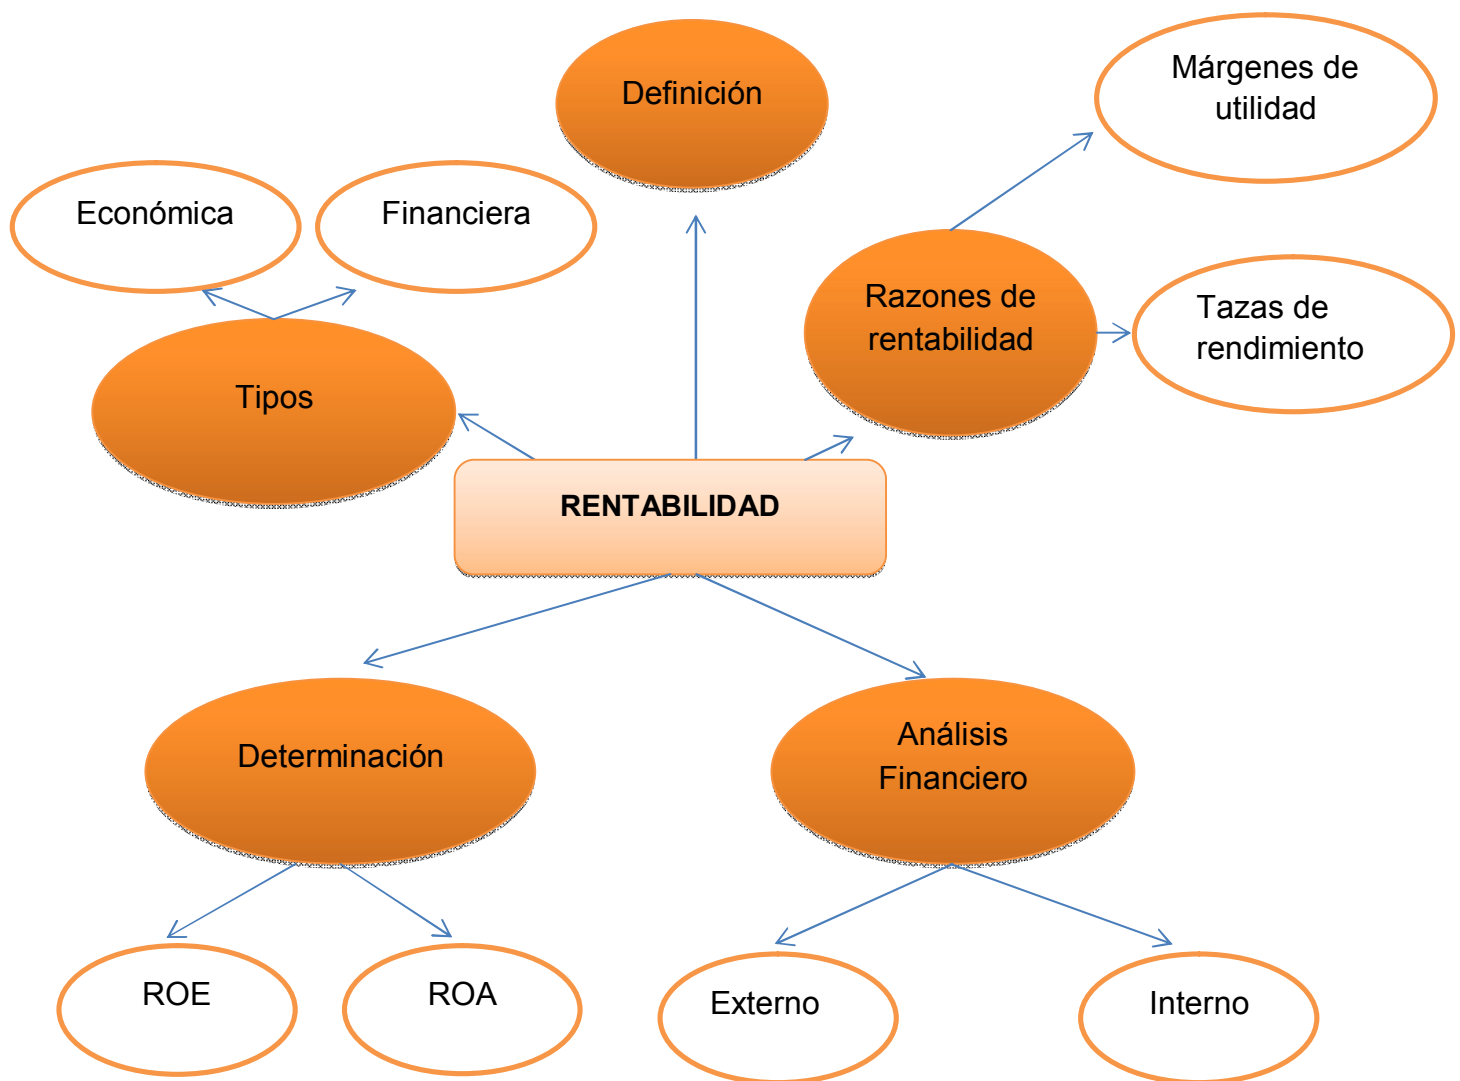 Definición
Márgenes de
utilidad
Económica
Financiera
Razones de
rentabilidad
Tazas de
rendimiento
Tipos
RENTABILIDAD
Determinación
Análisis
Financiero
ROE
ROA
Externo
Interno